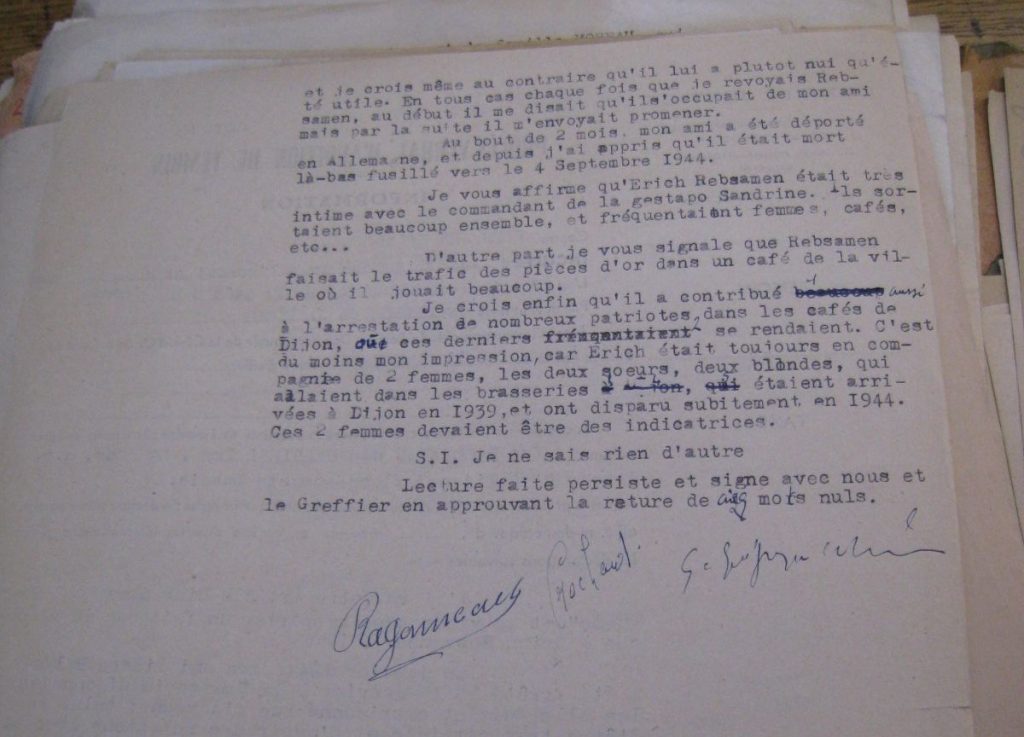 et je crois même au contraire qu'il lui a plutot nui qu'é-
té utile. En tous cas chaque fois que je revoyais Reb-
samen, au début il me disait qu'ils'occupait de mon ami
mais par la suite il m'envoyait promener.
Au bout de 2 mois, mon ami a été déporté
en Allemagne, et depuis j'ai appris qu'il était mort
là-bas fusillé vers le 4 Septembre 1944.
Je vous affirme qu'Erich Rebsamen était très
intime avec le commandant de la gestapo Sandrine. Ils sor-
taient beaucoup ensemble, et fréquentaient femmes, cafés,
etc...
D'autre part je vous signale que Rebsamen
faisait le trafic des pièces d'or dans un café de la vil-
le où il jouait beaucoup.
Je crois enfin qu'il a contribué beaucoup aussi
à l'arrestation de nombreux patriotes, dans les cafés de
Dijon, où ces derniers fréquentaient se rendaient. C'est
du moins mon impression, car Erich était toujours en com-
pagnie de 2 femmes, les deux soeurs, deux blondes, qui
allaient dans les brasseries qui étaient arri-
vées à Dijon en 1939, et ont disparu subitement en 1944.
Ces 2 femmes devaient être des indicatrices.
S.I. Je ne sais rien d'autre
Lecture faite persiste et signe avec nous et
le Greffier en approuvant la rature de cinq mots nuls.
Ragonneau